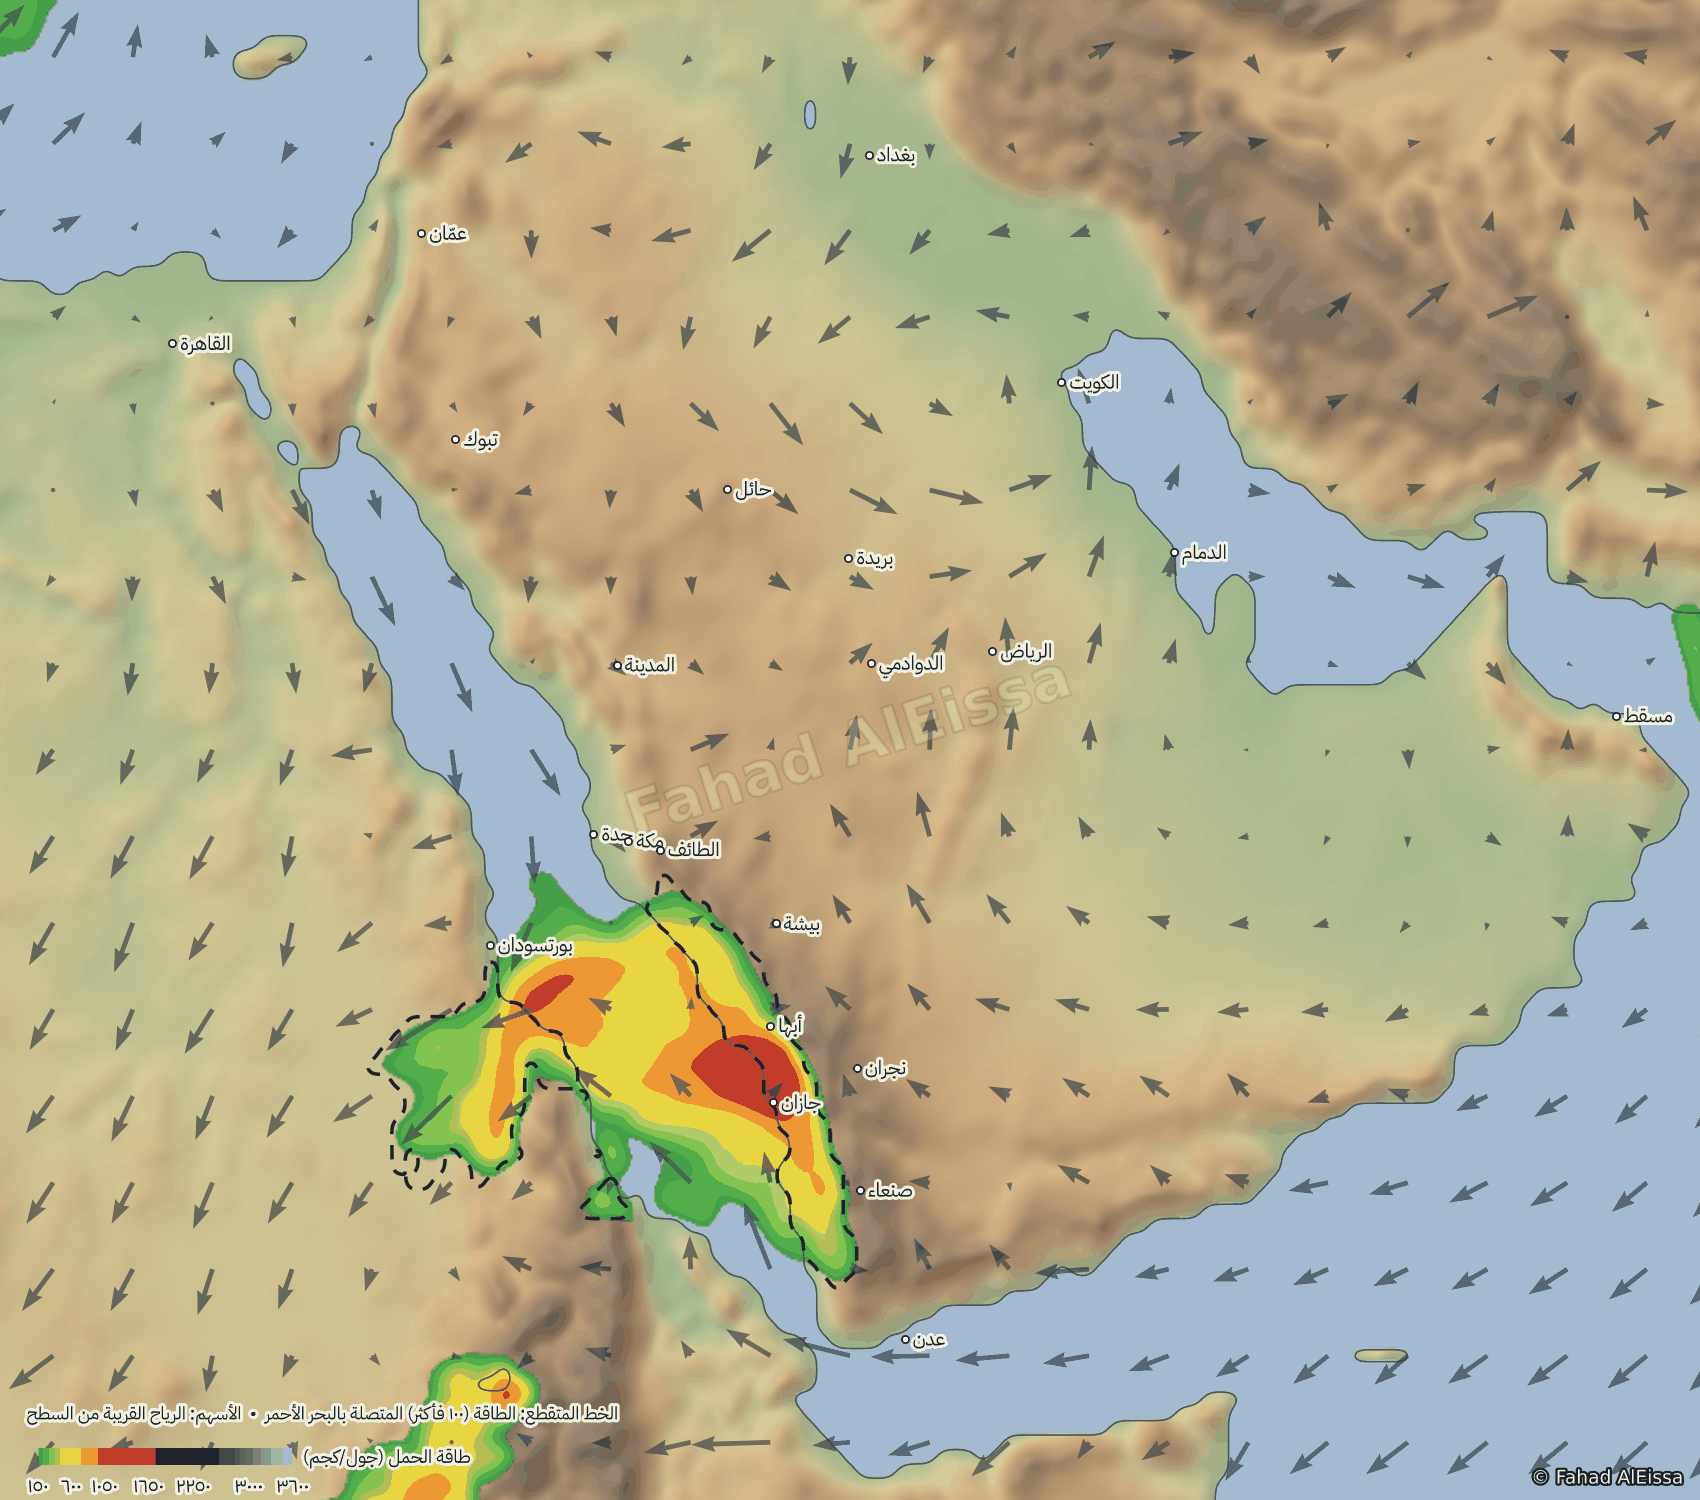 بغداد
عمّان
القاهرة
الكويت
تبوك
حائل
الدمام
بريدة
المدينة
الدوادمي
الرياض
مسقط
Fahad AlEissa
جدة
مكة
الطائف
بيشة
بورتسودان
أبها
نجران
جازان
صنعاء
عدن
الخط المتقطع: الطاقة (١٠٠ فأكثر) المتصلة بالبحر الأحمر • الأسهم: الرياح القريبة من السطح
طاقة الحمل (جول/كجم)
١٥٠ ٦٠٠ ١٠٥٠ ١٦٥٠ ٢٢٥٠ ٣٠٠٠ ٣٦٠٠
© Fahad AlEissa